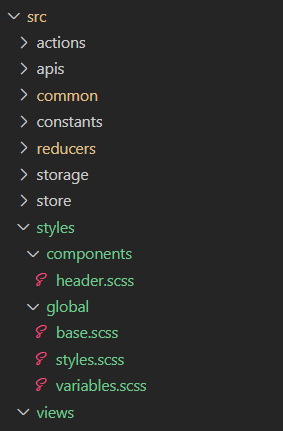 src
actions
apis
common
constants
reducers
storage
store
styles
components
header.scss
global
base.scss
styles.scss
variables.scss
views